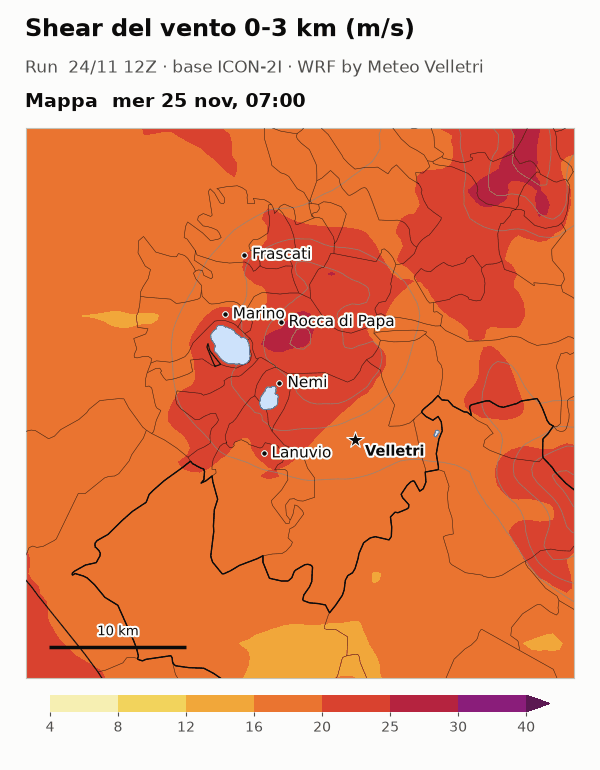 Shear del vento 0-3 km (m/s)
Run 24/11 12Z · base ICON-2I · WRF by Meteo Velletri
Mappa mer 25 nov, 07:00
Frascati
Marino
Rocca di Papa
Nemi
Velletri
Lanuvio
10 km
4 8 12 16 20 25 30 40